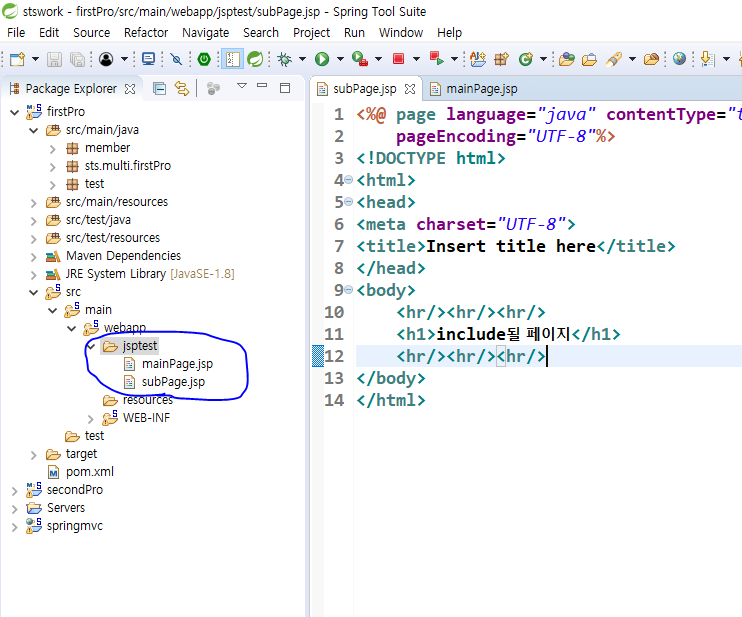 stswork - firstPro/src/main/webapp/jsptest/subPage.jsp - Spring Tool Suite
File Edit Source Refactor Navigate Search Project Run Window Help
Package Explorer
firstPro
src/main/java
member
sts.multi.firstPro
test
src/main/resources
src/test/java
src/test/resources
Maven Dependencies
JRE System Library [JavaSE-1.8]
src
main
webapp
jsptest
mainPage.jsp
subPage.jsp
resources
WEB-INF
test
target
pom.xml
secondPro
Servers
springmvc
subPage.jsp mainPage.jsp
1 <%@ page language="java" contentType="t
2 pageEncoding="UTF-8"%>
3 <!DOCTYPE html>
4 <html>
5 <head>
6 <meta charset="UTF-8">
7 <title>Insert title here</title>
8 </head>
9 <body>
10 <hr/><hr/><hr/>
11 <h1>include될 페이지</h1>
12 <hr/><hr/><hr/>
13 </body>
14 </html>